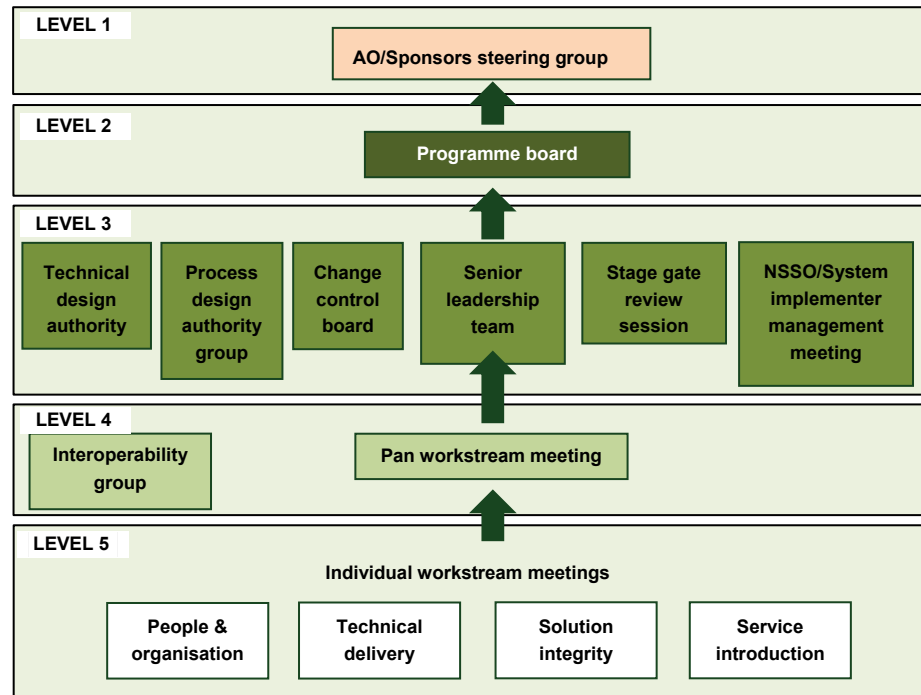 LEVEL 1
AO/Sponsors steering group
LEVEL 2
Programme board
LEVEL 3
Technical
design
authority
Process
design
authority
group
Change
control
board
Senior
leadership
team
Stage gate
review
session
NSSO/System
implementer
management
meeting
LEVEL 4
Interoperability
group
Pan workstream meeting
LEVEL 5
Individual workstream meetings
People &
organisation
Technical
delivery
Solution
integrity
Service
introduction